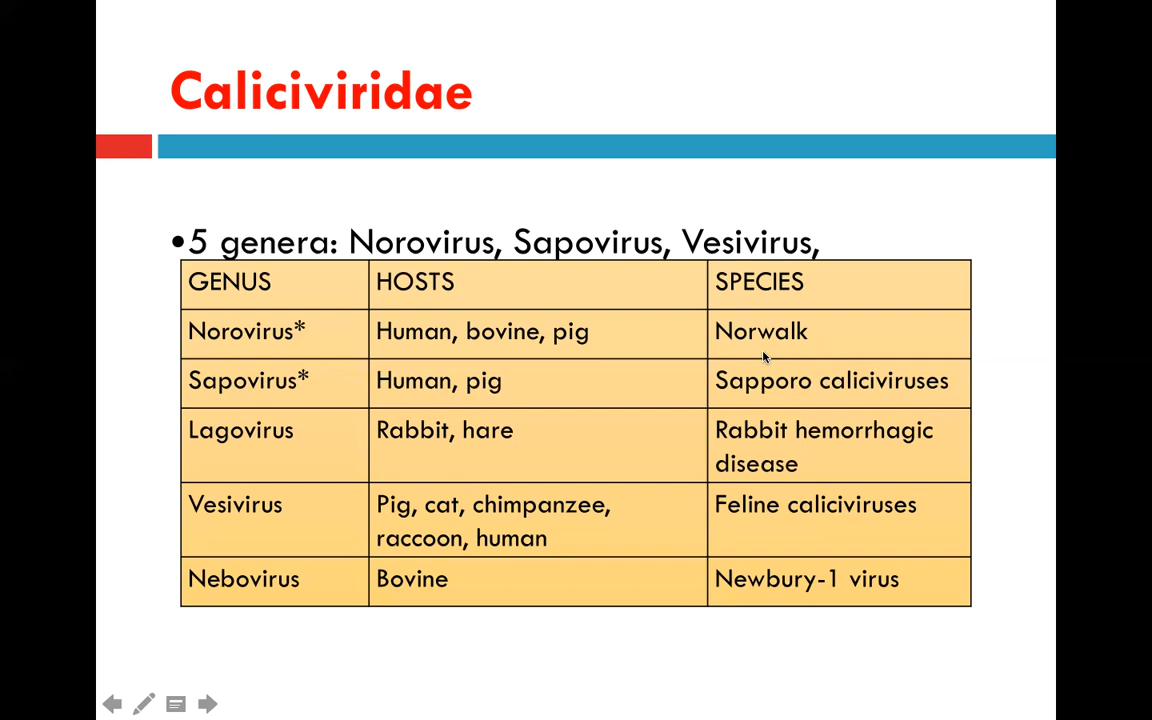 Caliciviridae
•5 genera: Norovirus, Sapovirus, Vesivirus,
GENUS HOSTS SPECIES
Norovirus* Human, bovine, pig Norwalk
Sapovirus* Human, pig Sapporo caliciviruses
Lagovirus Rabbit, hare Rabbit hemorrhagic
disease
Vesivirus Pig, cat, chimpanzee, Feline caliciviruses
raccoon, human
Nebovirus Bovine Newbury-1 virus